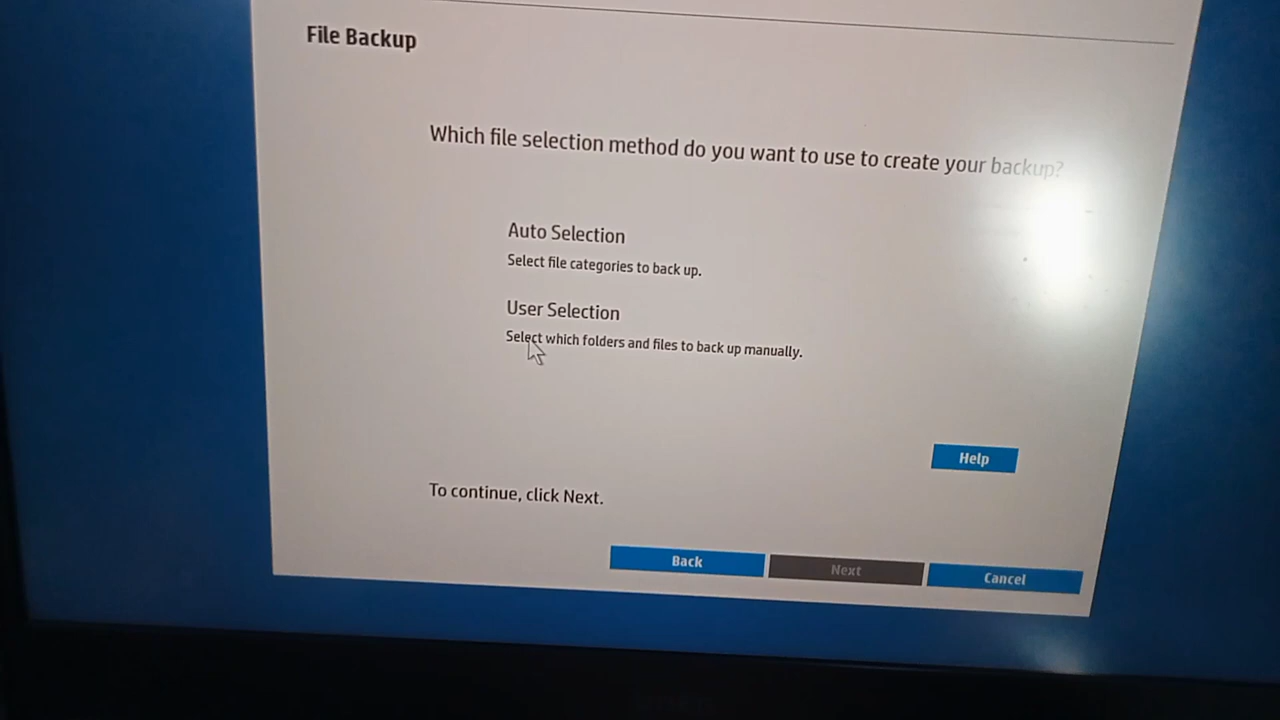 File Backup
Which file selection method do you want to use to create your backup?
Auto Selection
Select file categories to back up.
User Selection
Select which folders and files to back up manually.
Help
To continue, click Next.
Back
Next
Cancel